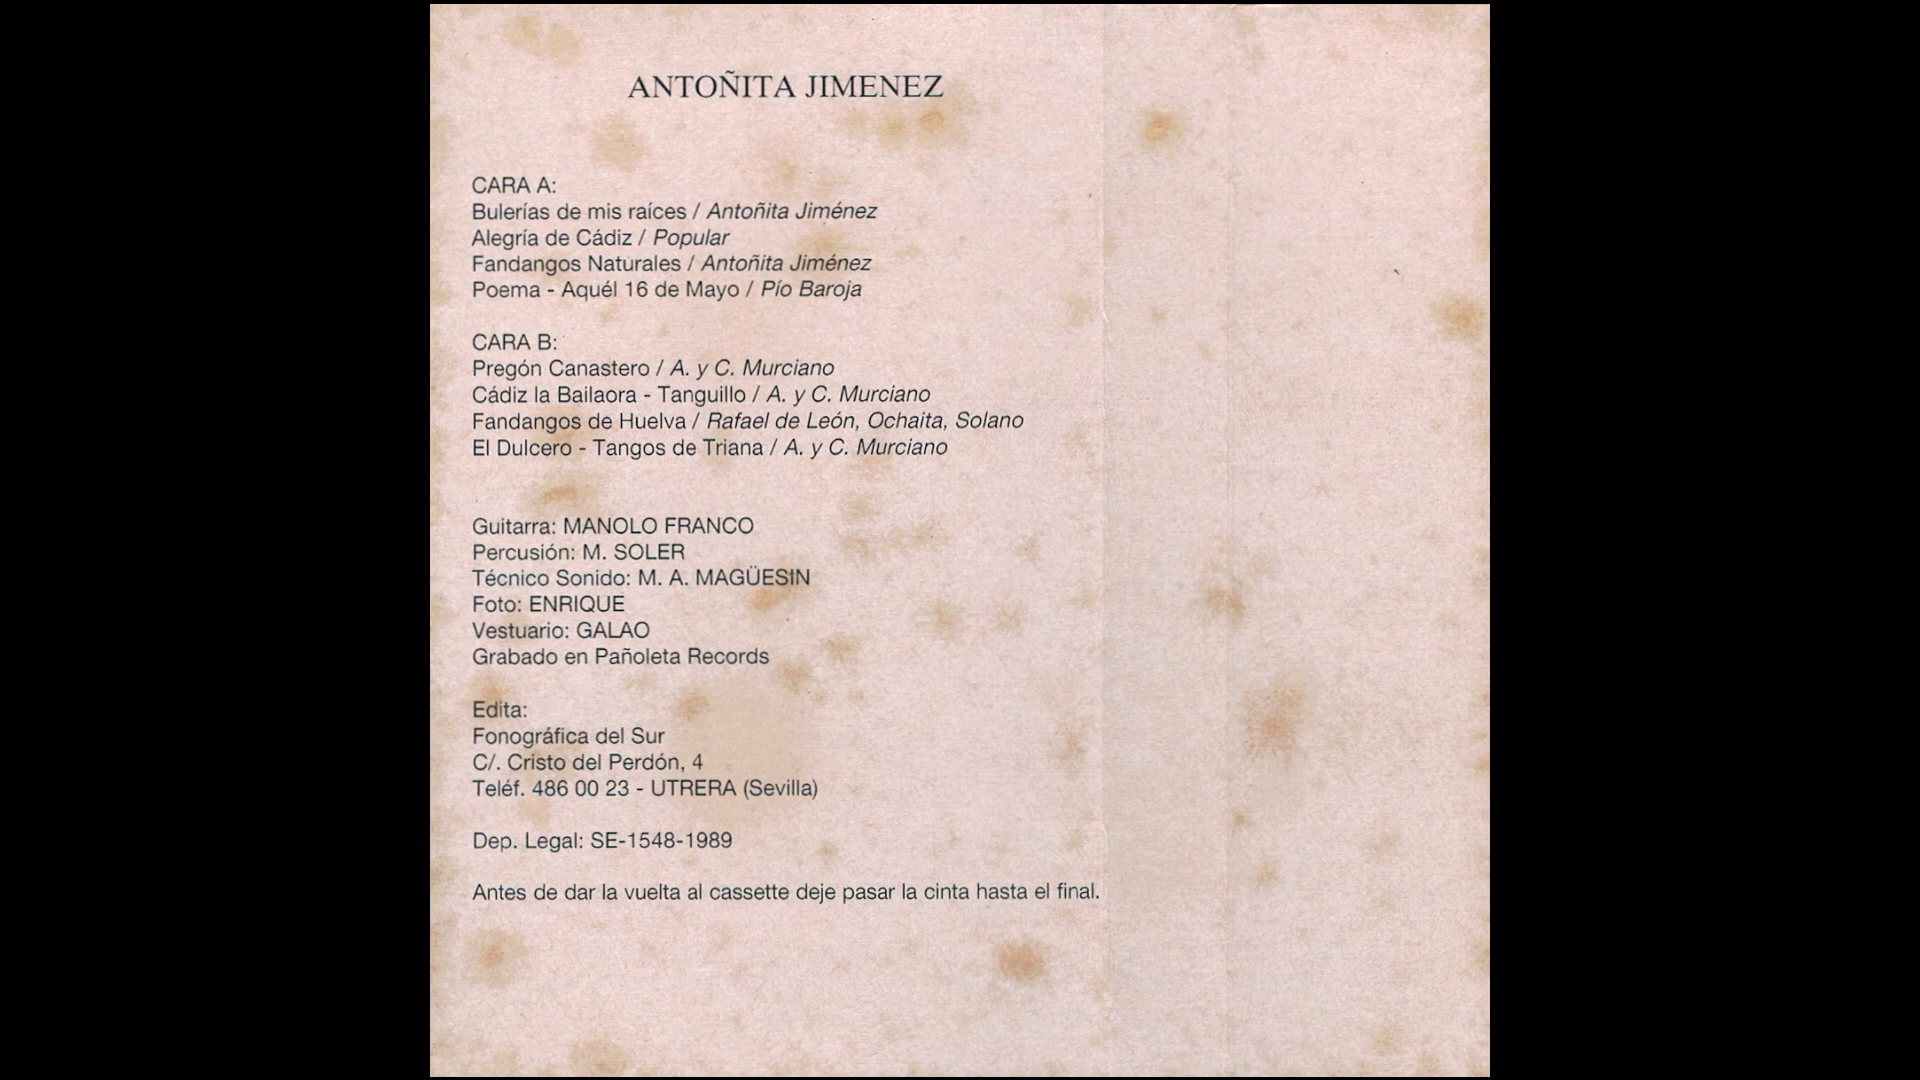 ANTOÑITA JIMENEZ
CARA A:
Bulerías de mis raíces / Antoñita Jiménez
Alegría de Cádiz / Popular
Fandangos Naturales / Antoñita Jiménez
Poema - Aquél 16 de Mayo / Pío Baroja
CARA B:
Pregón Canastero / A. y C. Murciano
Cádiz la Bailaora - Tanguillo / A. y C. Murciano
Fandangos de Huelva / Rafael de León, Ochaita, Solano
El Dulcero - Tangos de Triana / A. y C. Murciano
Guitarra: MANOLO FRANCO
Percusión: M. SOLER
Técnico Sonido: M. A. MAGÜESIN
Foto: ENRIQUE
Vestuario: GALAO
Grabado en Pañoleta Records
Edita:
Fonográfica del Sur
C/. Cristo del Perdón, 4
Teléf. 486 00 23 - UTRERA (Sevilla)
Dep. Legal: SE-1548-1989
Antes de dar la vuelta al cassette deje pasar la cinta hasta el final.